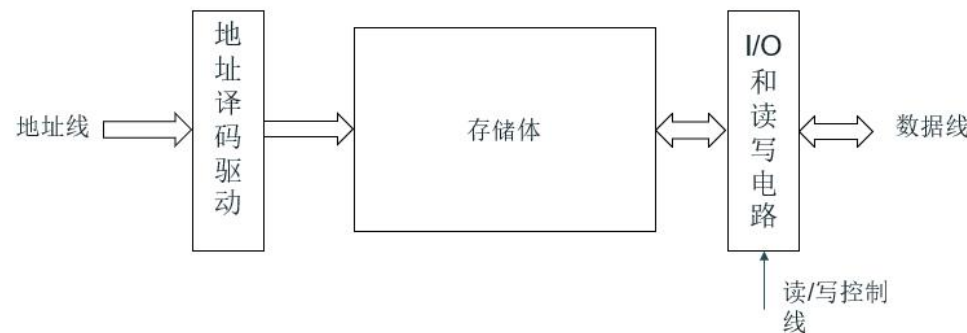 地址线
地
址
译
码
驱
动
存储体
I/O
和
读
写
电
路
数据线
读/写控制
线